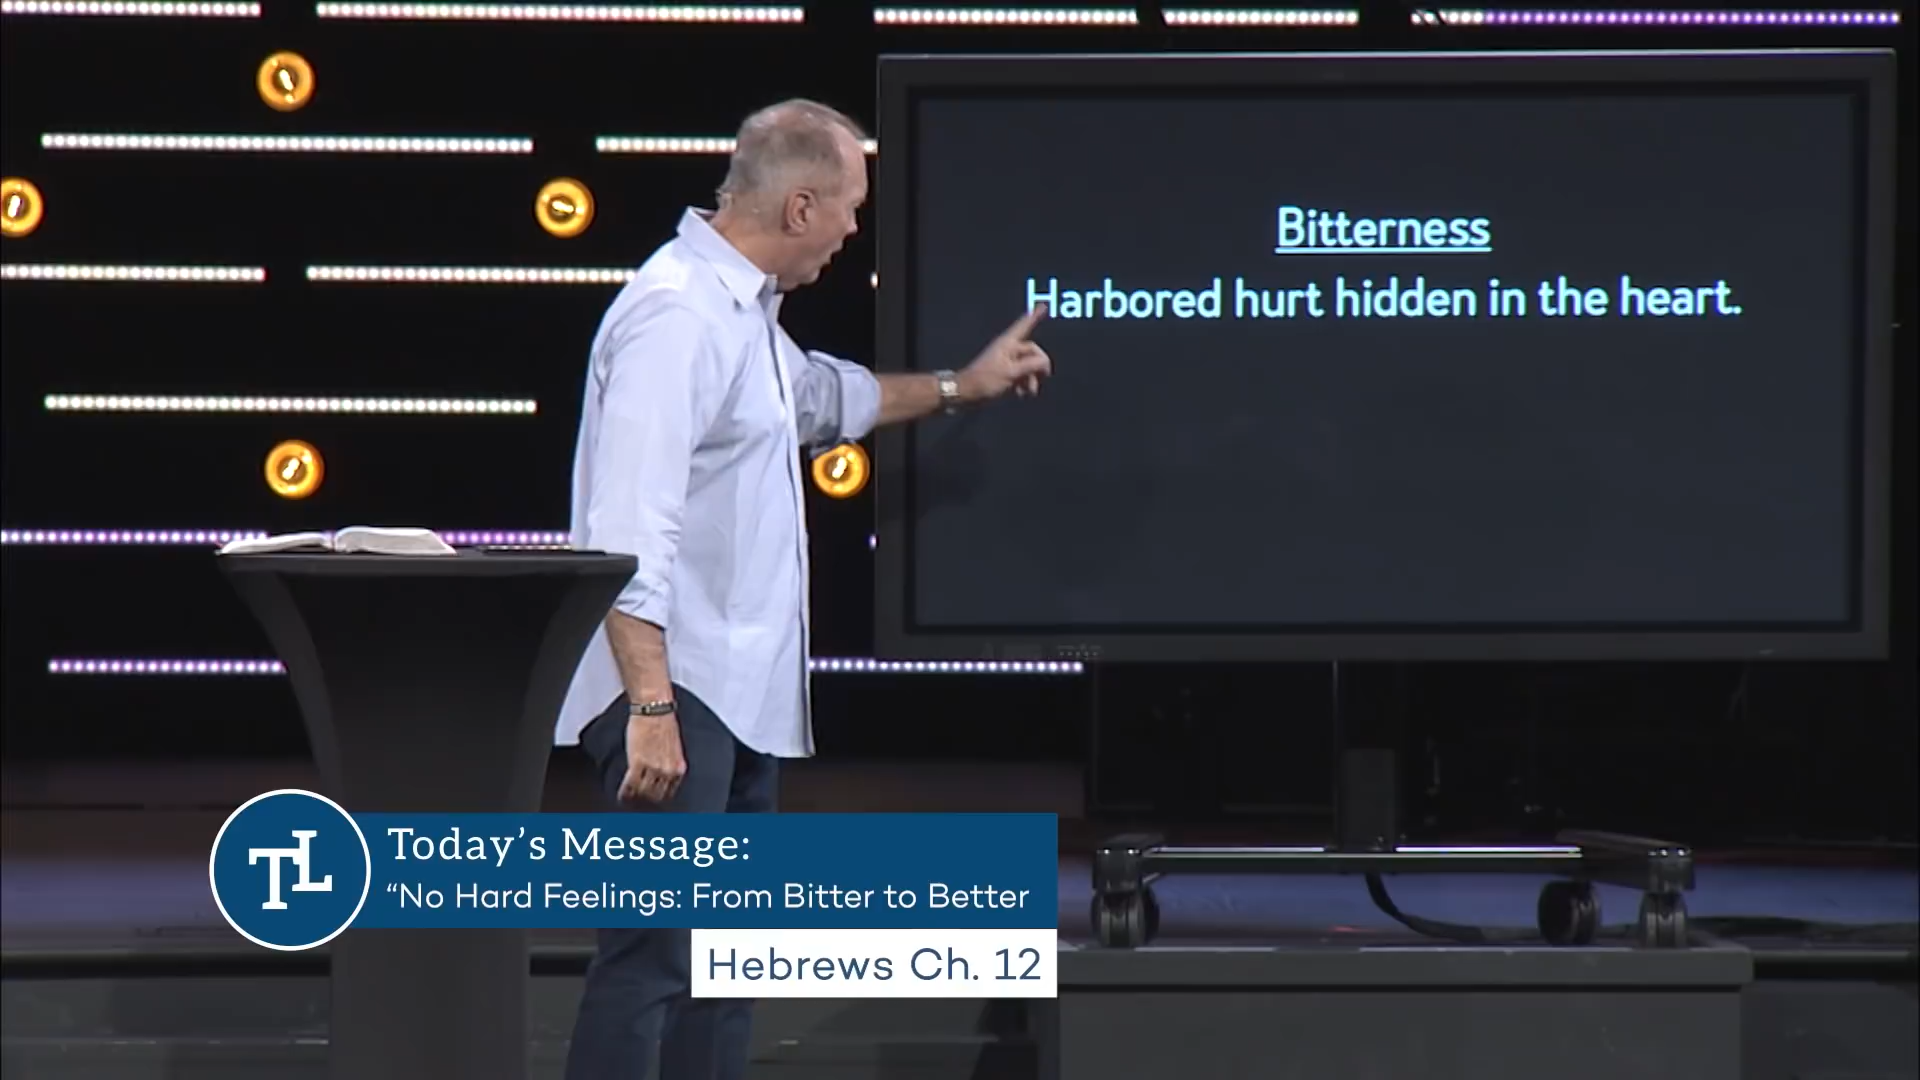 Bitterness
Harbored hurt hidden in the heart.
TL
Today’s Message:
“No Hard Feelings: From Bitter to Better
Hebrews Ch. 12